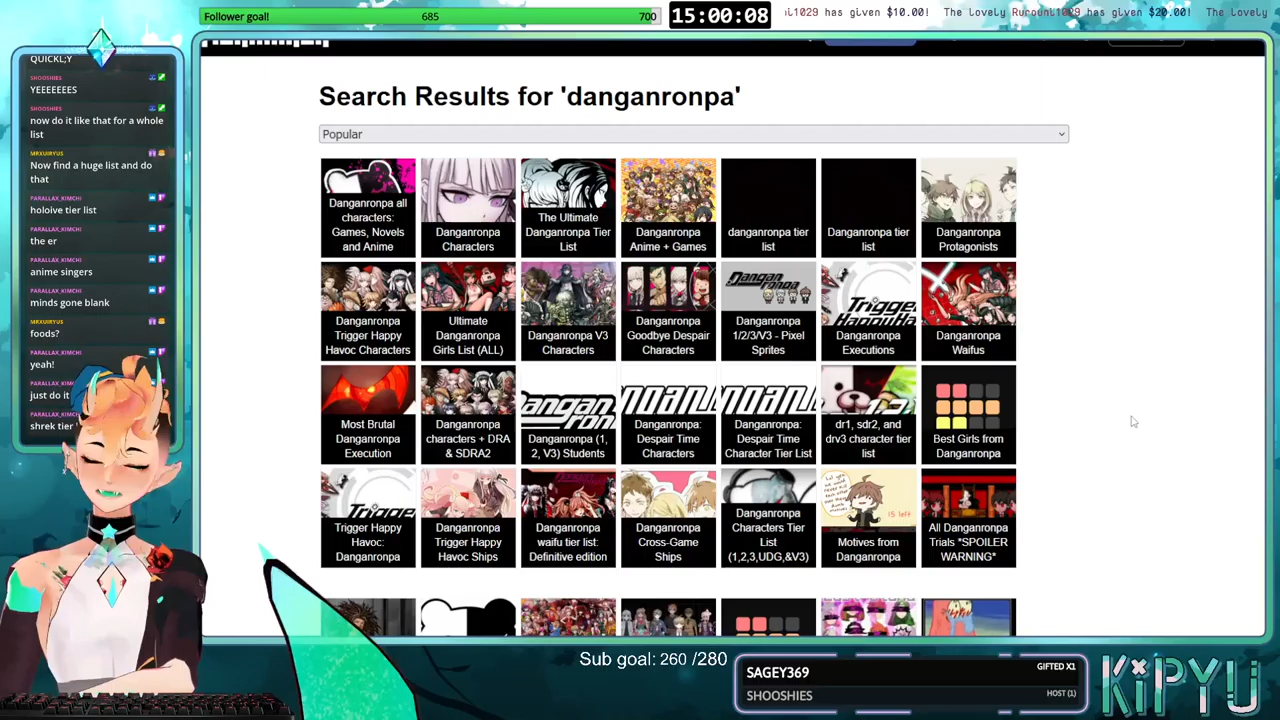 Follower goal!
685
700
15:00:08
1029 has given $10.00!
The Lovely Rucount1029 has given $20.00!
The Lovely
QUICKL;Y
SHOOSHIES
YEEEEEEES
SHOOSHIES
now do it like that for a whole
list
MRXUIRYUS
Now find a huge list and do
that
PARALLAX_KIMCHI
holoive tier list
PARALLAX_KIMCHI
the er
PARALLAX_KIMCHI
anime singers
PARALLAX_KIMCHI
minds gone blank
MRXUIRYUS
foods?
PARALLAX_KIMCHI
yeah!
PARALLAX_KIMCHI
just do it
PARALLAX_KIMCHI
shrek tier
Search Results for 'danganronpa'
Popular
Danganronpa all
characters:
Games, Novels
and Anime
Danganronpa
Characters
The Ultimate
Danganronpa Tier
List
Danganronpa
Anime + Games
danganronpa tier
list
Danganronpa tier
list
Danganronpa
Protagonists
Danganronpa
Trigger Happy
Havoc Characters
Ultimate
Danganronpa
Girls List (ALL)
Danganronpa V3
Characters
Danganronpa
Goodbye Despair
Characters
Danganronpa
1/2/3/V3 - Pixel
Sprites
Danganronpa
Executions
Danganronpa
Waifus
Most Brutal
Danganronpa
Execution
Danganronpa
characters + DRA
& SDRA2
Danganronpa (1,
2, V3) Students
Danganronpa:
Despair Time
Characters
Danganronpa:
Despair Time
Character Tier List
dr1, sdr2, and
drv3 character tier
list
Best Girls from
Danganronpa
Trigger Happy
Havoc:
Danganronpa
Danganronpa
Trigger Happy
Havoc Ships
Danganronpa
waifu tier list:
Definitive edition
Danganronpa
Cross-Game
Ships
Danganronpa
Characters Tier
List
(1,2,3,UDG,&V3)
15 left
Motives from
Danganronpa
All Danganronpa
Trials *SPOILER
WARNING*
Sub goal: 260 /280
SAGEY369
GIFTED X1
SHOOSHIES
HOST (1)
KiPYU